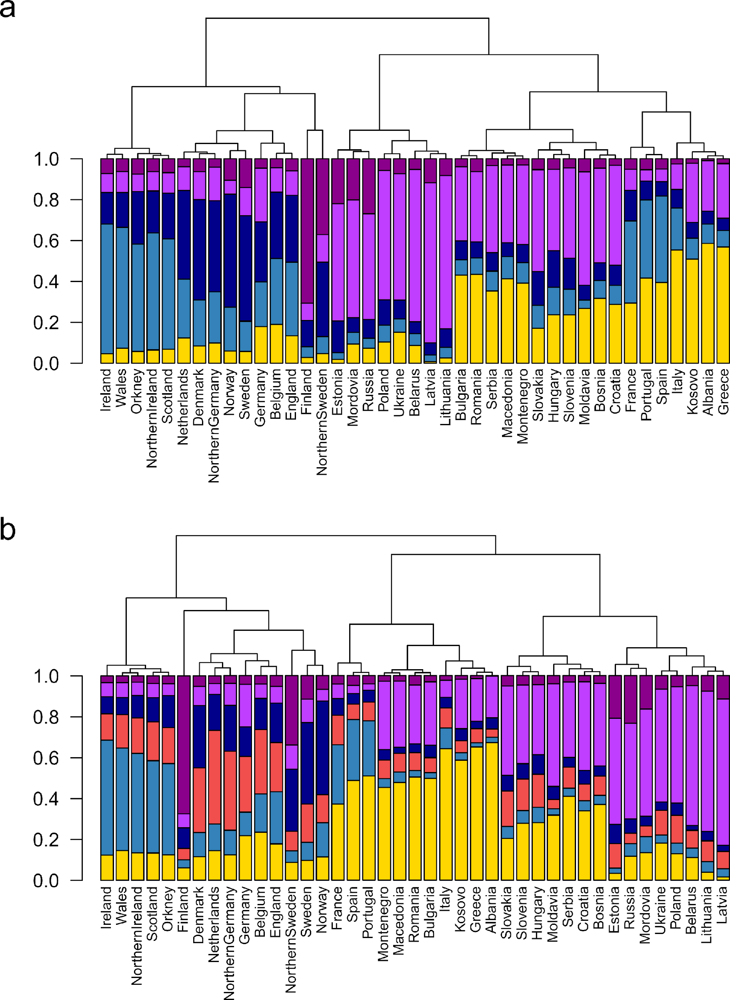 a
1.0
0.8
0.6
0.4
0.2
0.0
Ireland
Wales
Orkney
NorthernIreland
Scotland
Netherlands
Denmark
NorthernGermany
Norway
Sweden
Germany
Belgium
England
Finland
NorthernSweden
Estonia
Mordovia
Russia
Poland
Ukraine
Belarus
Latvia
Lithuania
Bulgaria
Romania
Serbia
Macedonia
Montenegro
Slovakia
Hungary
Slovenia
Moldavia
Bosnia
Croatia
France
Portugal
Spain
Italy
Kosovo
Albania
Greece
b
1.0
0.8
0.6
0.4
0.2
0.0
Ireland
Wales
NorthernIreland
Scotland
Orkney
Finland
Denmark
Netherlands
NorthernGermany
Germany
Belgium
England
NorthernSweden
Sweden
Norway
France
Spain
Portugal
Montenegro
Macedonia
Romania
Bulgaria
Italy
Kosovo
Greece
Albania
Slovakia
Slovenia
Hungary
Moldavia
Serbia
Croatia
Bosnia
Estonia
Russia
Mordovia
Ukraine
Poland
Belarus
Lithuania
Latvia